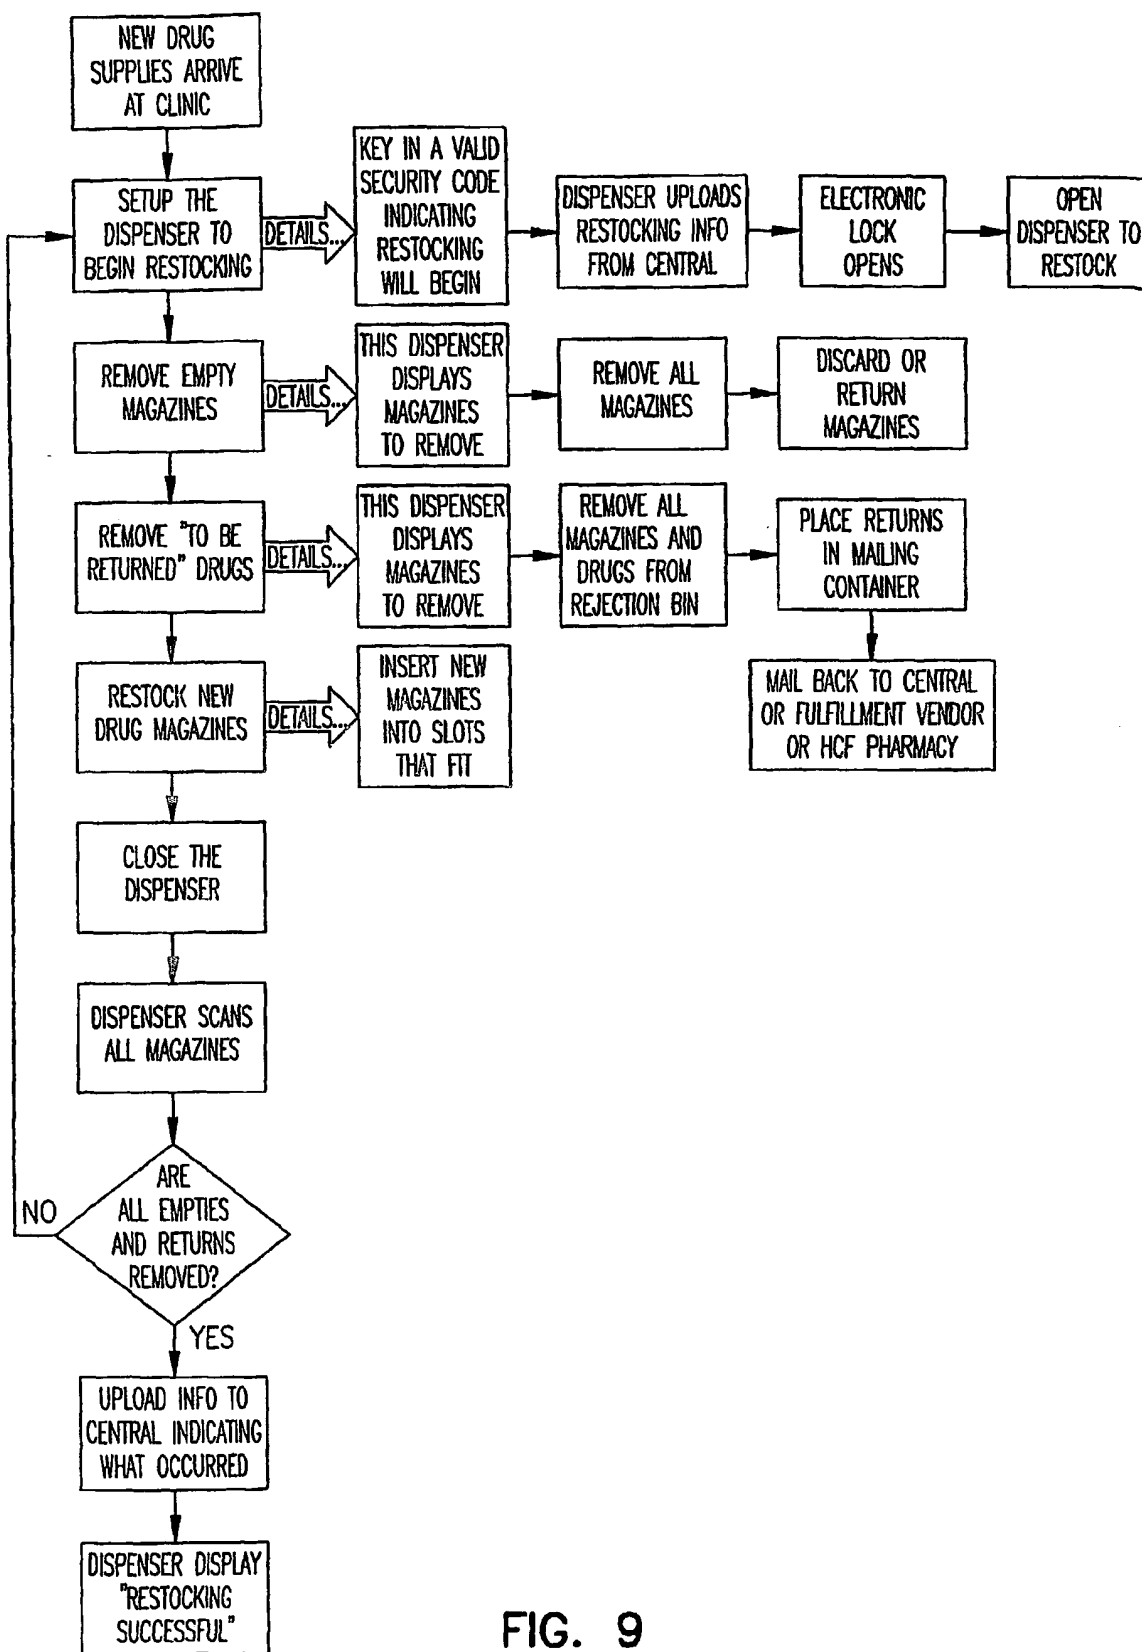 NEW DRUG
SUPPLIES ARRIVE
AT CLINIC
SETUP THE
DISPENSER TO
BEGIN RESTOCKING
DETAILS...
KEY IN A VALID
SECURITY CODE
INDICATING
RESTOCKING
WILL BEGIN
DISPENSER UPLOADS
RESTOCKING INFO
FROM CENTRAL
ELECTRONIC
LOCK
OPENS
OPEN
DISPENSER TO
RESTOCK
REMOVE EMPTY
MAGAZINES
DETAILS...
THIS DISPENSER
DISPLAYS
MAGAZINES
TO REMOVE
REMOVE ALL
MAGAZINES
DISCARD OR
RETURN
MAGAZINES
REMOVE "TO BE
RETURNED" DRUGS
DETAILS...
THIS DISPENSER
DISPLAYS
MAGAZINES
TO REMOVE
REMOVE ALL
MAGAZINES AND
DRUGS FROM
REJECTION BIN
PLACE RETURNS
IN MAILING
CONTAINER
MAIL BACK TO CENTRAL
OR FULFILLMENT VENDOR
OR HCF PHARMACY
RESTOCK NEW
DRUG MAGAZINES
DETAILS...
INSERT NEW
MAGAZINES
INTO SLOTS
THAT FIT
CLOSE THE
DISPENSER
DISPENSER SCANS
ALL MAGAZINES
ARE
ALL EMPTIES
AND RETURNS
REMOVED?
NO
YES
UPLOAD INFO TO
CENTRAL INDICATING
WHAT OCCURRED
DISPENSER DISPLAY
"RESTOCKING
SUCCESSFUL"
FIG. 9